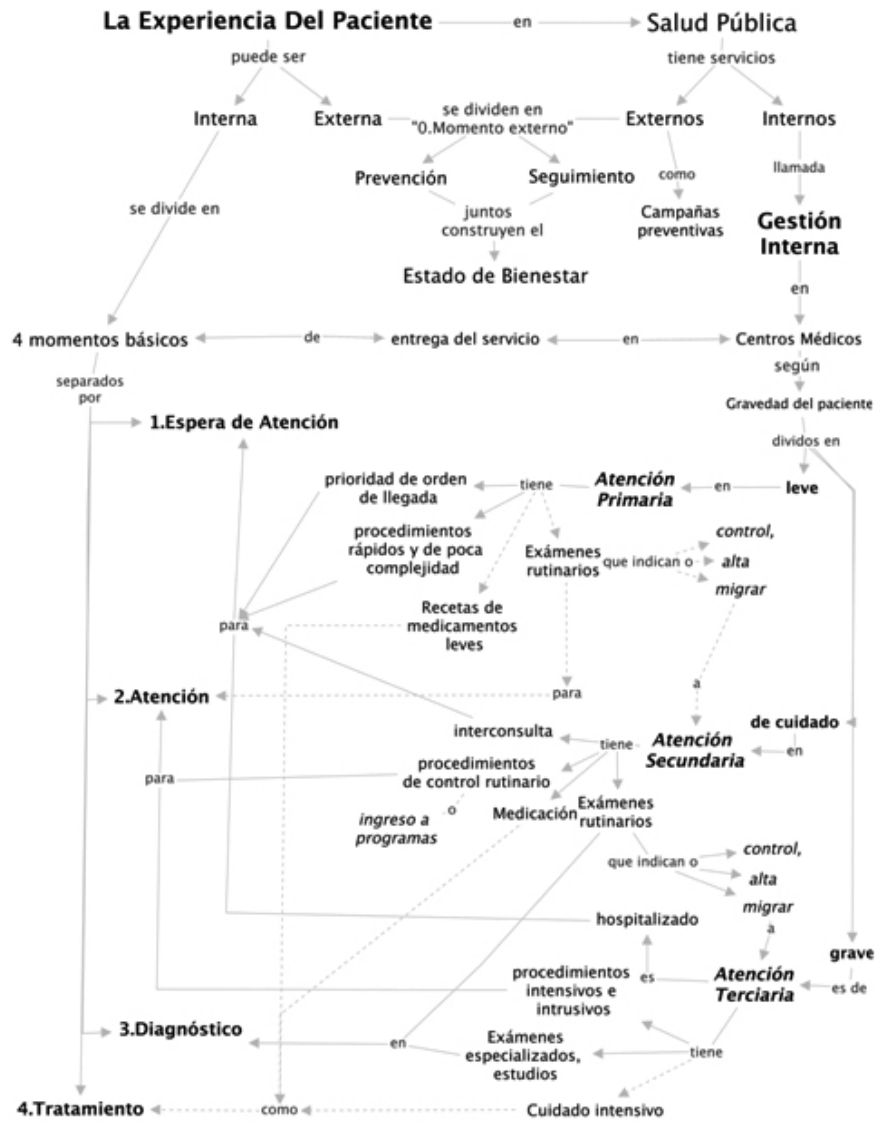 La Experiencia Del Paciente
en
Salud Pública
puede ser
tiene servicios
Interna
Externa
se dividen en
"0.Momento externo"
Externos
Internos
Prevención
Seguimiento
como
llamada
se divide en
juntos
construyen el
Campañas
preventivas
Gestión
Interna
Estado de Bienestar
en
4 momentos básicos
de
entrega del servicio
en
Centros Médicos
según
separados
por
Gravedad del paciente
1.Espera de Atención
dividos en
prioridad de orden
de llegada
tiene
Atención
Primaria
en
leve
procedimientos
rápidos y de poca
complejidad
Exámenes
rutinarios
que indican o
control,
alta
migrar
Recetas de
medicamentos
leves
para
a
2.Atención
para
interconsulta
tiene
Atención
Secundaria
de cuidado
en
para
procedimientos
de control rutinario
o
ingreso a
programas
Medicación
Exámenes
rutinarios
que indican o
control,
alta
migrar
a
hospitalizado
grave
procedimientos
intensivos e
intrusivos
es
Atención
Terciaria
es de
3.Diagnóstico
en
Exámenes
especializados,
estudios
tiene
4.Tratamiento
como
Cuidado intensivo